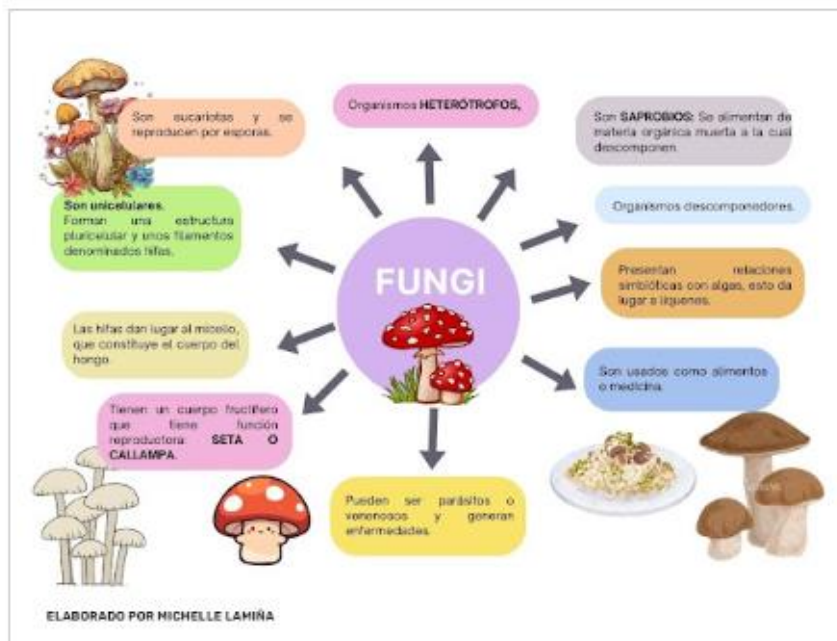 Son eucariotas y se
reproducen por esporas.
Organismos HETERÓTROFOS,
Son SAPROBIOS: Se alimentan de
materia orgánica muerta a la cual
descomponen.
Son unicelulares.
Forman una estructura
pluricelular y unos filamentos
denominados hifas.
Organismos descomponedores.
FUNGI
Presentan relaciones
simbióticas con algas, esto da
lugar a líquenes.
Las hifas dan lugar al micelio,
que constituye el cuerpo del
hongo.
Son usados como alimentos
o medicina.
Tienen un cuerpo fructífero
que tiene función
reproductora: SETA O
CALLAMPA.
Pueden ser parásitos o
venenosos y generan
enfermedades.
ELABORADO POR MICHELLE LAMIÑA